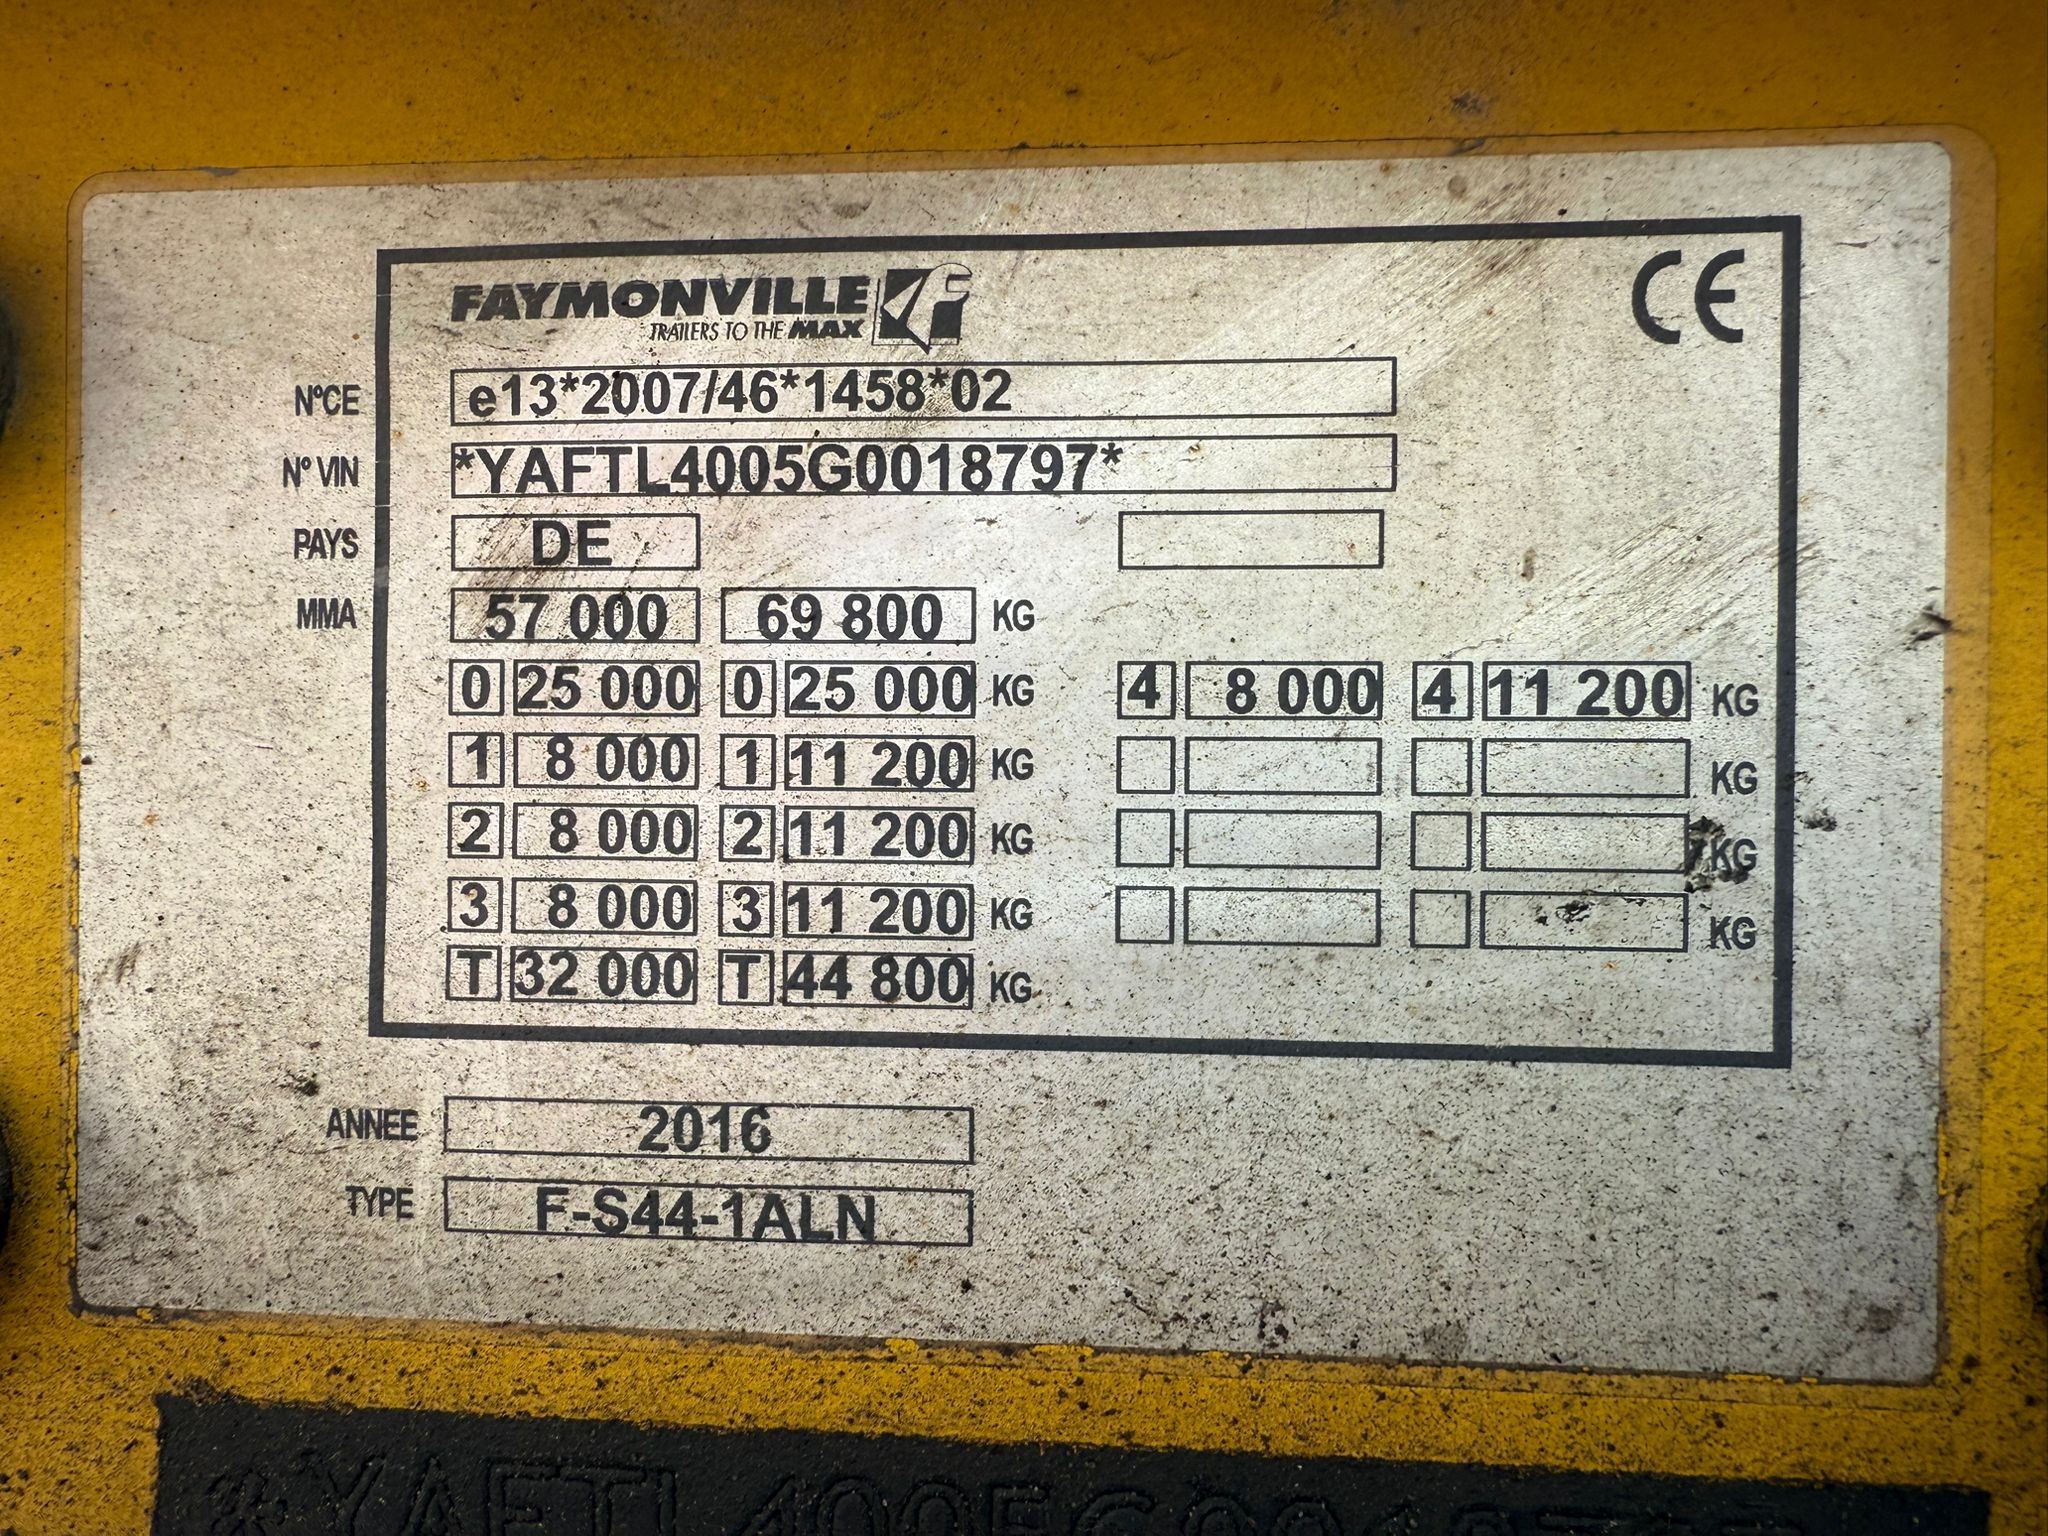 FAYMONVILLE
TRAILERS TO THE MAX
CE
N°CE e13*2007/46*1458*02
N° VIN *YAFTL4005G0018797*
PAYS DE
MMA 57 000 69 800 KG
0 25 000 0 25 000 KG 4 8 000 4 11 200 KG
1 8 000 1 11 200 KG KG
2 8 000 2 11 200 KG KG
3 8 000 3 11 200 KG KG
T 32 000 T 44 800 KG
ANNEE 2016
TYPE F-S44-1ALN
YAFTL4005G001